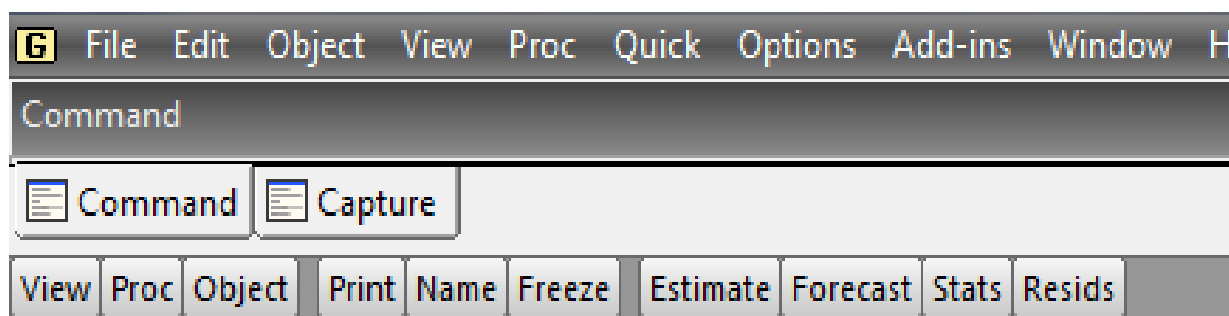 G File Edit Object View Proc Quick Options Add-ins Window
Command
Command Capture
View Proc Object Print Name Freeze Estimate Forecast Stats Resids